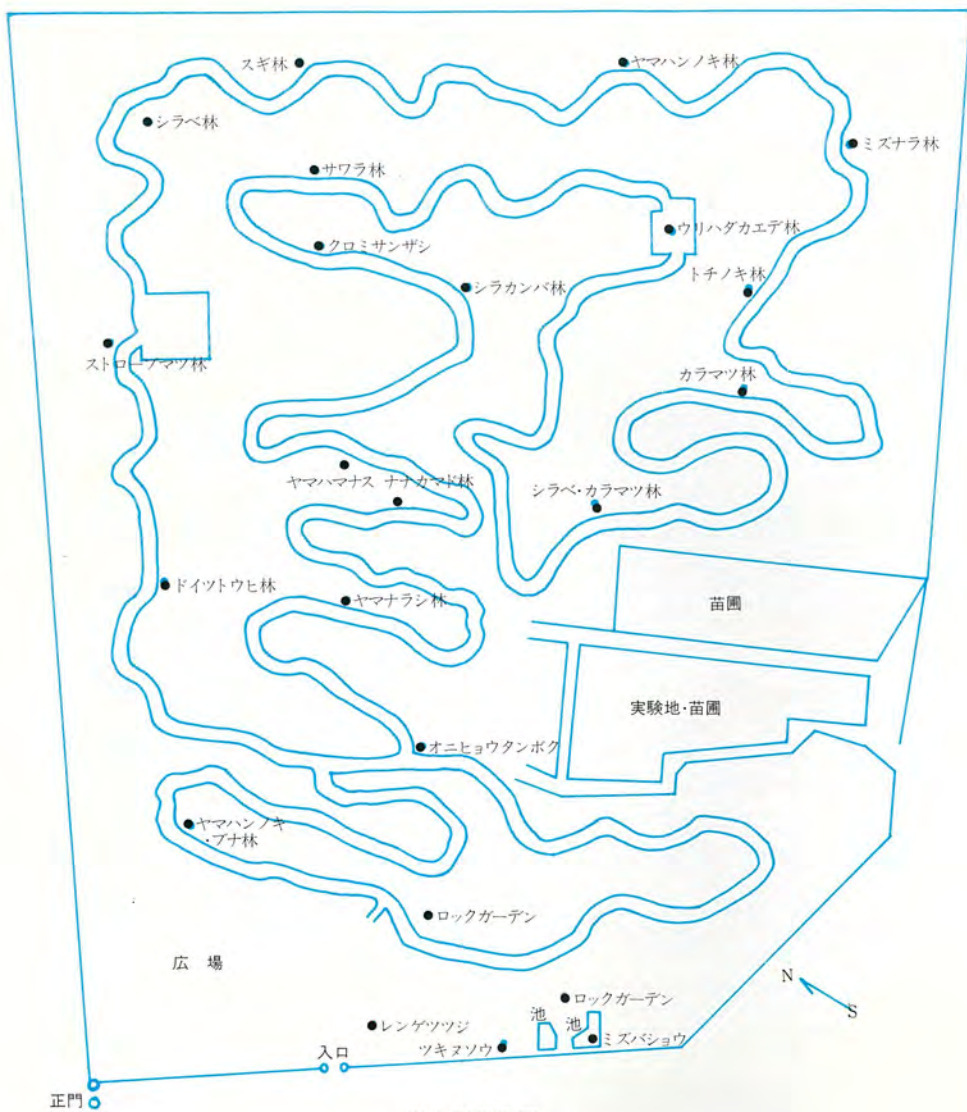 スギ林
ヤマハンノキ林
シラベ林
ミズナラ林
サワラ林
ウリハダカエデ林
クロミサンザシ
トチノキ林
シラカンバ林
ストローブマツ林
カラマツ林
ヤマハマナス
ナナカマド林
シラベ・カラマツ林
ドイツトウヒ林
ヤマナラシ林
苗圃
実験地・苗圃
オニヒョウタンボク
ヤマハンノキ
・ブナ林
ロックガーデン
広場
N
S
ロックガーデン
池
池
レンゲツツジ
ミズバショウ
ツキヌソウ
入口
正門